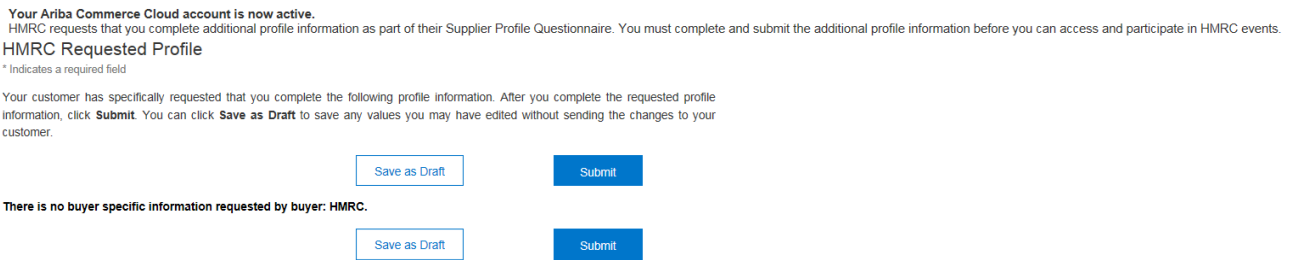 Your Ariba Commerce Cloud account is now active.
HMRC requests that you complete additional profile information as part of their Supplier Profile Questionnaire. You must complete and submit the additional profile information before you can access and participate in HMRC events.
HMRC Requested Profile
* Indicates a required field
Your customer has specifically requested that you complete the following profile information. After you complete the requested profile
information, click Submit. You can click Save as Draft to save any values you may have edited without sending the changes to your
customer.
Save as Draft Submit
There is no buyer specific information requested by buyer: HMRC.
Save as Draft Submit